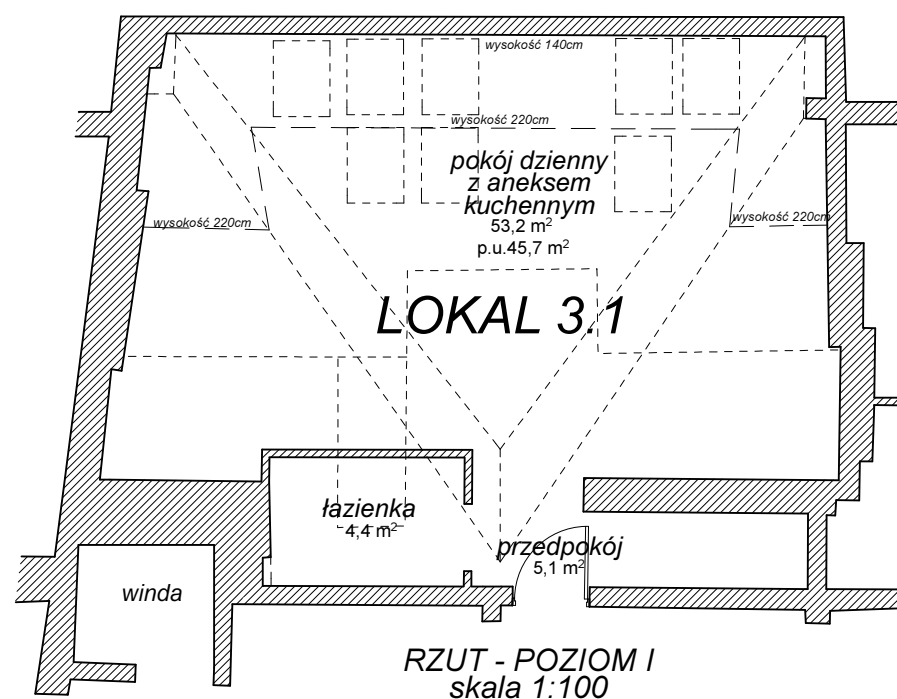 wysokość 140cm
wysokość 220cm
pokój dzienny
z aneksem
kuchennym
53,2 m²
p.u.45,7 m²
wysokość 220cm
wysokość 220cm
LOKAL 3.1
łazienka
4,4 m²
przedpokój
5,1 m²
winda
RZUT - POZIOM I
skala 1:100